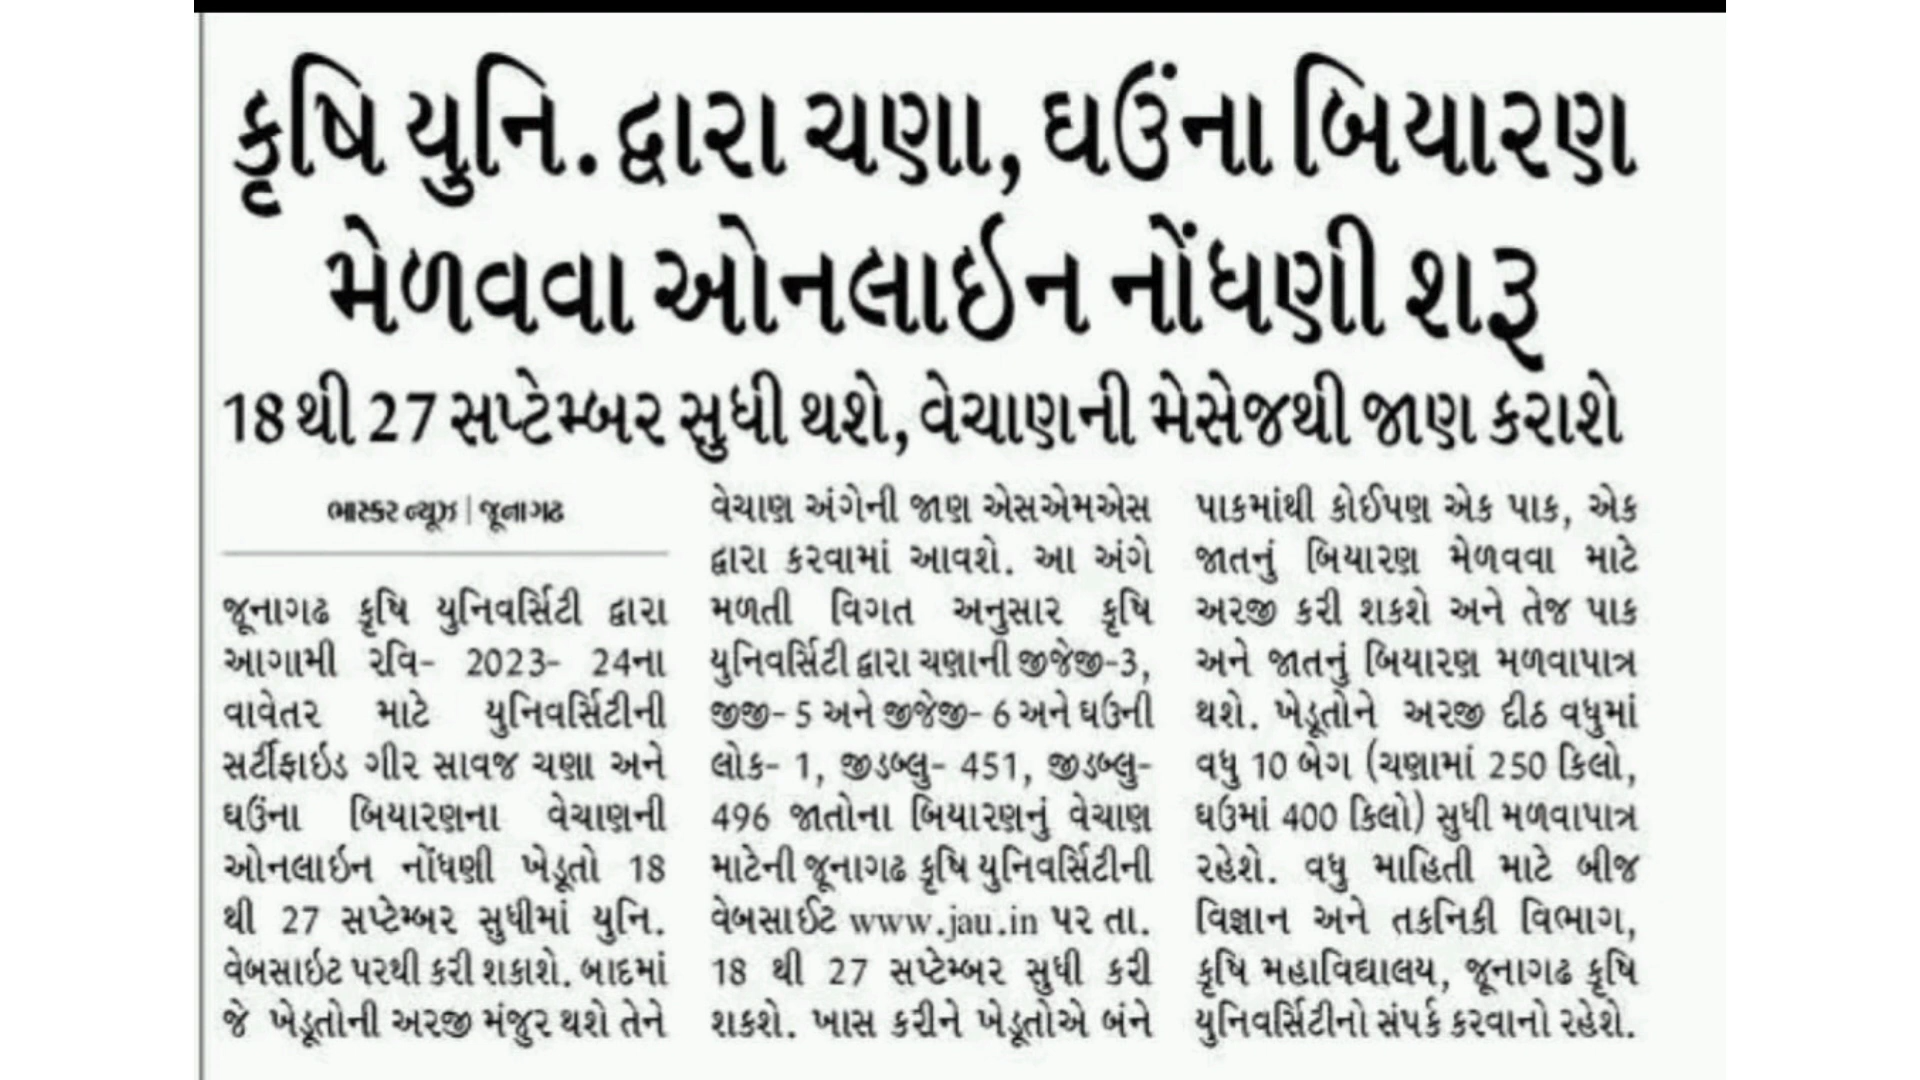 કૃષિ યુનિ. દ્વારા ચણા, ઘઉંના બિયારણ
મેળવવા ઓનલાઇન નોંધણી શરૂ
18 થી 27 સપ્ટેમ્બર સુધી થશે, વેચાણની મેસેજથી જાણ કરાશે
ભાસ્કર ન્યૂઝ | જૂનાગઢ
જૂનાગઢ કૃષિ યુનિવર્સિટી દ્વારા
આગામી રવિ- 2023- 24ના
વાવેતર માટે યુનિવર્સિટીની
સર્ટીફાઇડ ગીર સાવજ ચણા અને
ઘઉંના બિયારણના વેચાણની
ઓનલાઇન નોંધણી ખેડૂતો 18
થી 27 સપ્ટેમ્બર સુધીમાં યુનિ.
વેબસાઇટ પરથી કરી શકાશે. બાદમાં
જે ખેડૂતોની અરજી મંજુર થશે તેને
વેચાણ અંગેની જાણ એસએમએસ
દ્વારા કરવામાં આવશે. આ અંગે
મળતી વિગત અનુસાર કૃષિ
યુનિવર્સિટી દ્વારા ચણાની જીજેજી-3,
જીજી- 5 અને જીજેજી- 6 અને ઘઉંની
લોક- 1, જીડબ્લ્યુ- 451, જીડબ્લ્યુ-
496 જાતોના બિયારણનું વેચાણ
માટેની જૂનાગઢ કૃષિ યુનિવર્સિટીની
વેબસાઈટ www.jau.in પર તા.
18 થી 27 સપ્ટેમ્બર સુધી કરી
શકશે. ખાસ કરીને ખેડૂતોએ બંને
પાકમાંથી કોઈપણ એક પાક, એક
જાતનું બિયારણ મેળવવા માટે
અરજી કરી શકશે અને તેજ પાક
અને જાતનું બિયારણ મળવાપાત્ર
થશે. ખેડૂતોને અરજી દીઠ વધુમાં
વધુ 10 બેગ (ચણામાં 250 કિલો,
ઘઉંમાં 400 કિલો) સુધી મળવાપાત્ર
રહેશે. વધુ માહિતી માટે બીજ
વિજ્ઞાન અને તકનિકી વિભાગ,
કૃષિ મહાવિદ્યાલય, જૂનાગઢ કૃષિ
યુનિવર્સિટીનો સંપર્ક કરવાનો રહેશે.